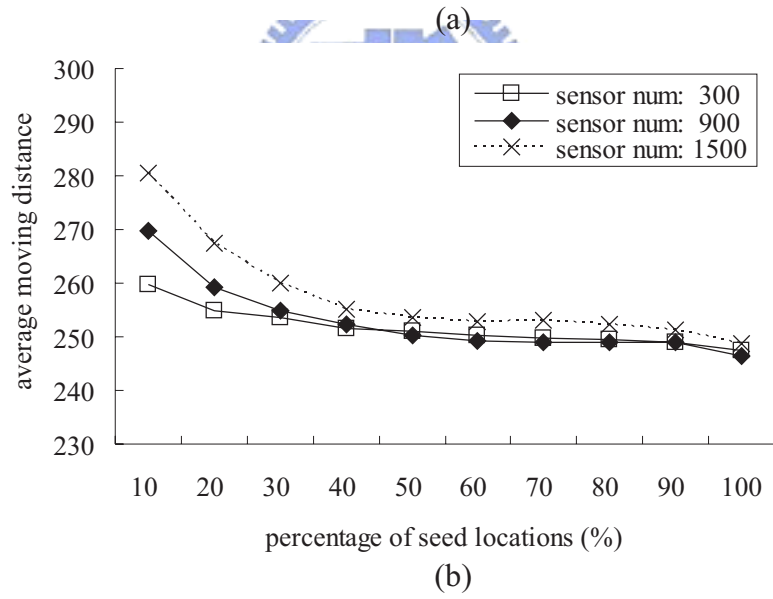 (a)
300
290
280
270
260
250
240
230
average moving distance
sensor num: 300
sensor num: 900
sensor num: 1500
10 20 30 40 50 60 70 80 90 100
percentage of seed locations (%)
(b)